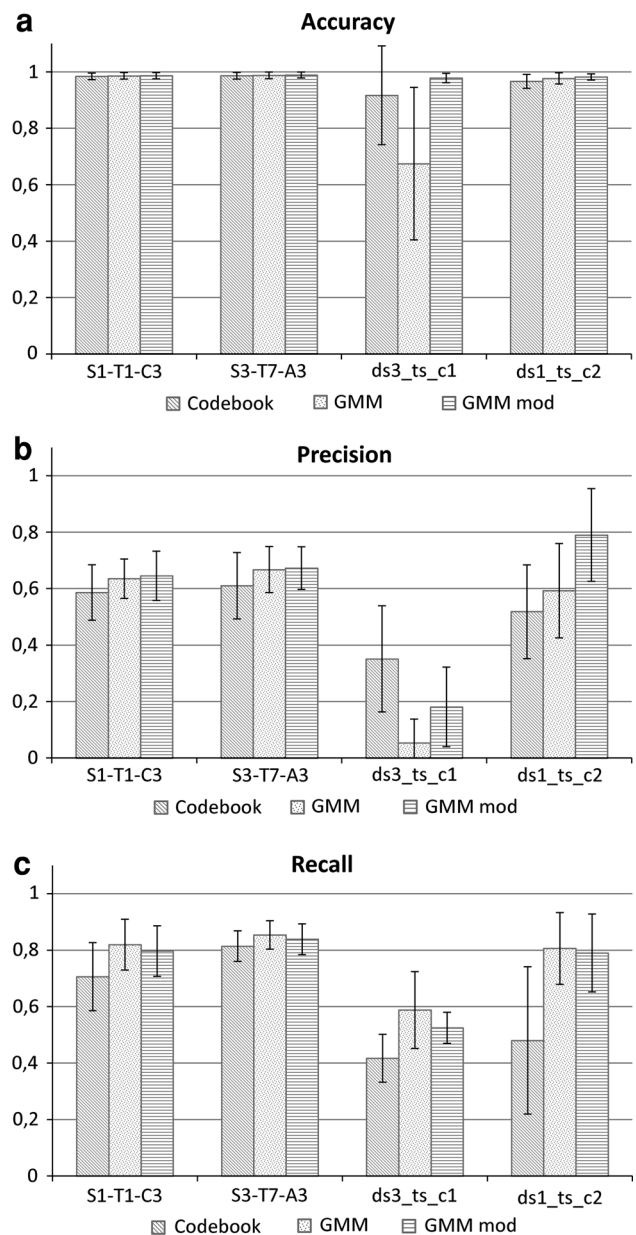 a
Accuracy
1
0,8
0,6
0,4
0,2
0
S1-T1-C3 S3-T7-A3 ds3_ts_c1 ds1_ts_c2
Codebook GMM GMM mod
b
Precision
1
0,8
0,6
0,4
0,2
0
S1-T1-C3 S3-T7-A3 ds3_ts_c1 ds1_ts_c2
Codebook GMM GMM mod
c
Recall
1
0,8
0,6
0,4
0,2
0
S1-T1-C3 S3-T7-A3 ds3_ts_c1 ds1_ts_c2
Codebook GMM GMM mod